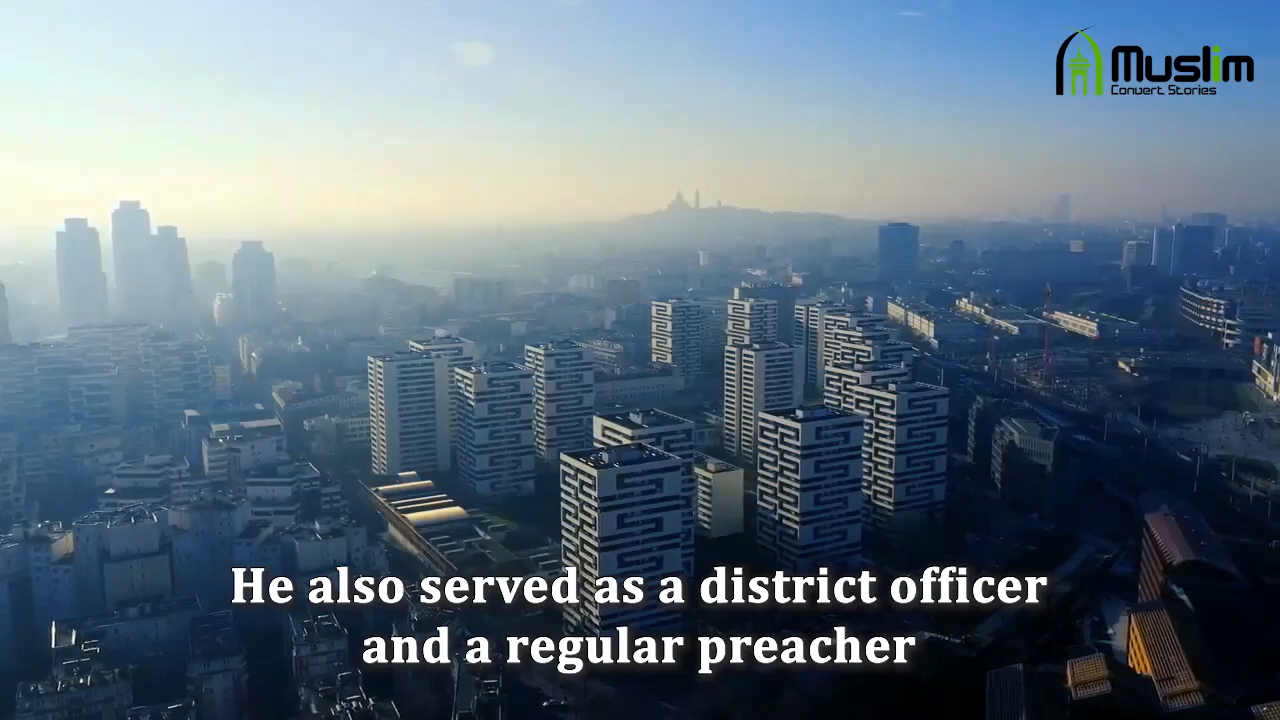 Muslim
Convert Stories
He also served as a district officer
and a regular preacher